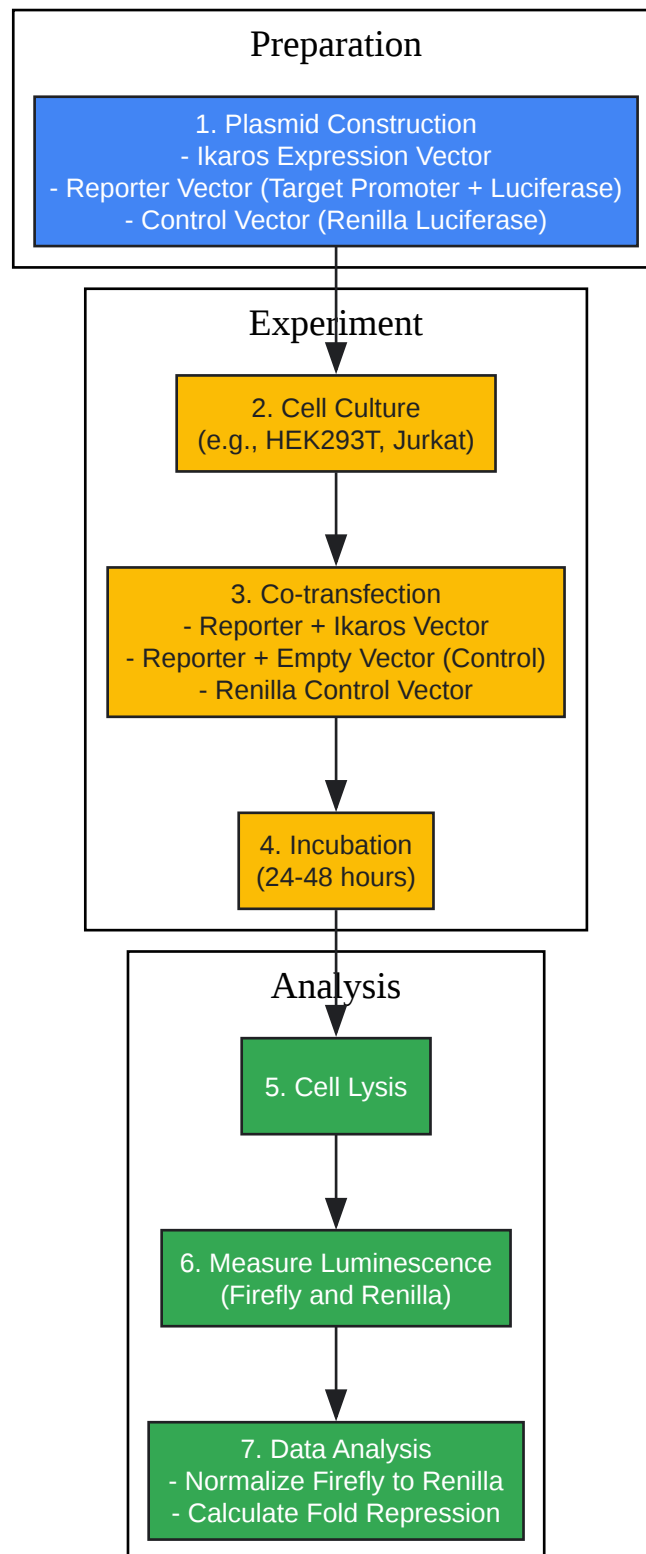 Preparation
1. Plasmid Construction
- Ikaros Expression Vector
- Reporter Vector (Target Promoter + Luciferase)
- Control Vector (Renilla Luciferase)
Experiment
2. Cell Culture
(e.g., HEK293T, Jurkat)
3. Co-transfection
- Reporter + Ikaros Vector
- Reporter + Empty Vector (Control)
- Renilla Control Vector
4. Incubation
(24-48 hours)
Analysis
5. Cell Lysis
6. Measure Luminescence
(Firefly and Renilla)
7. Data Analysis
- Normalize Firefly to Renilla
- Calculate Fold Repression